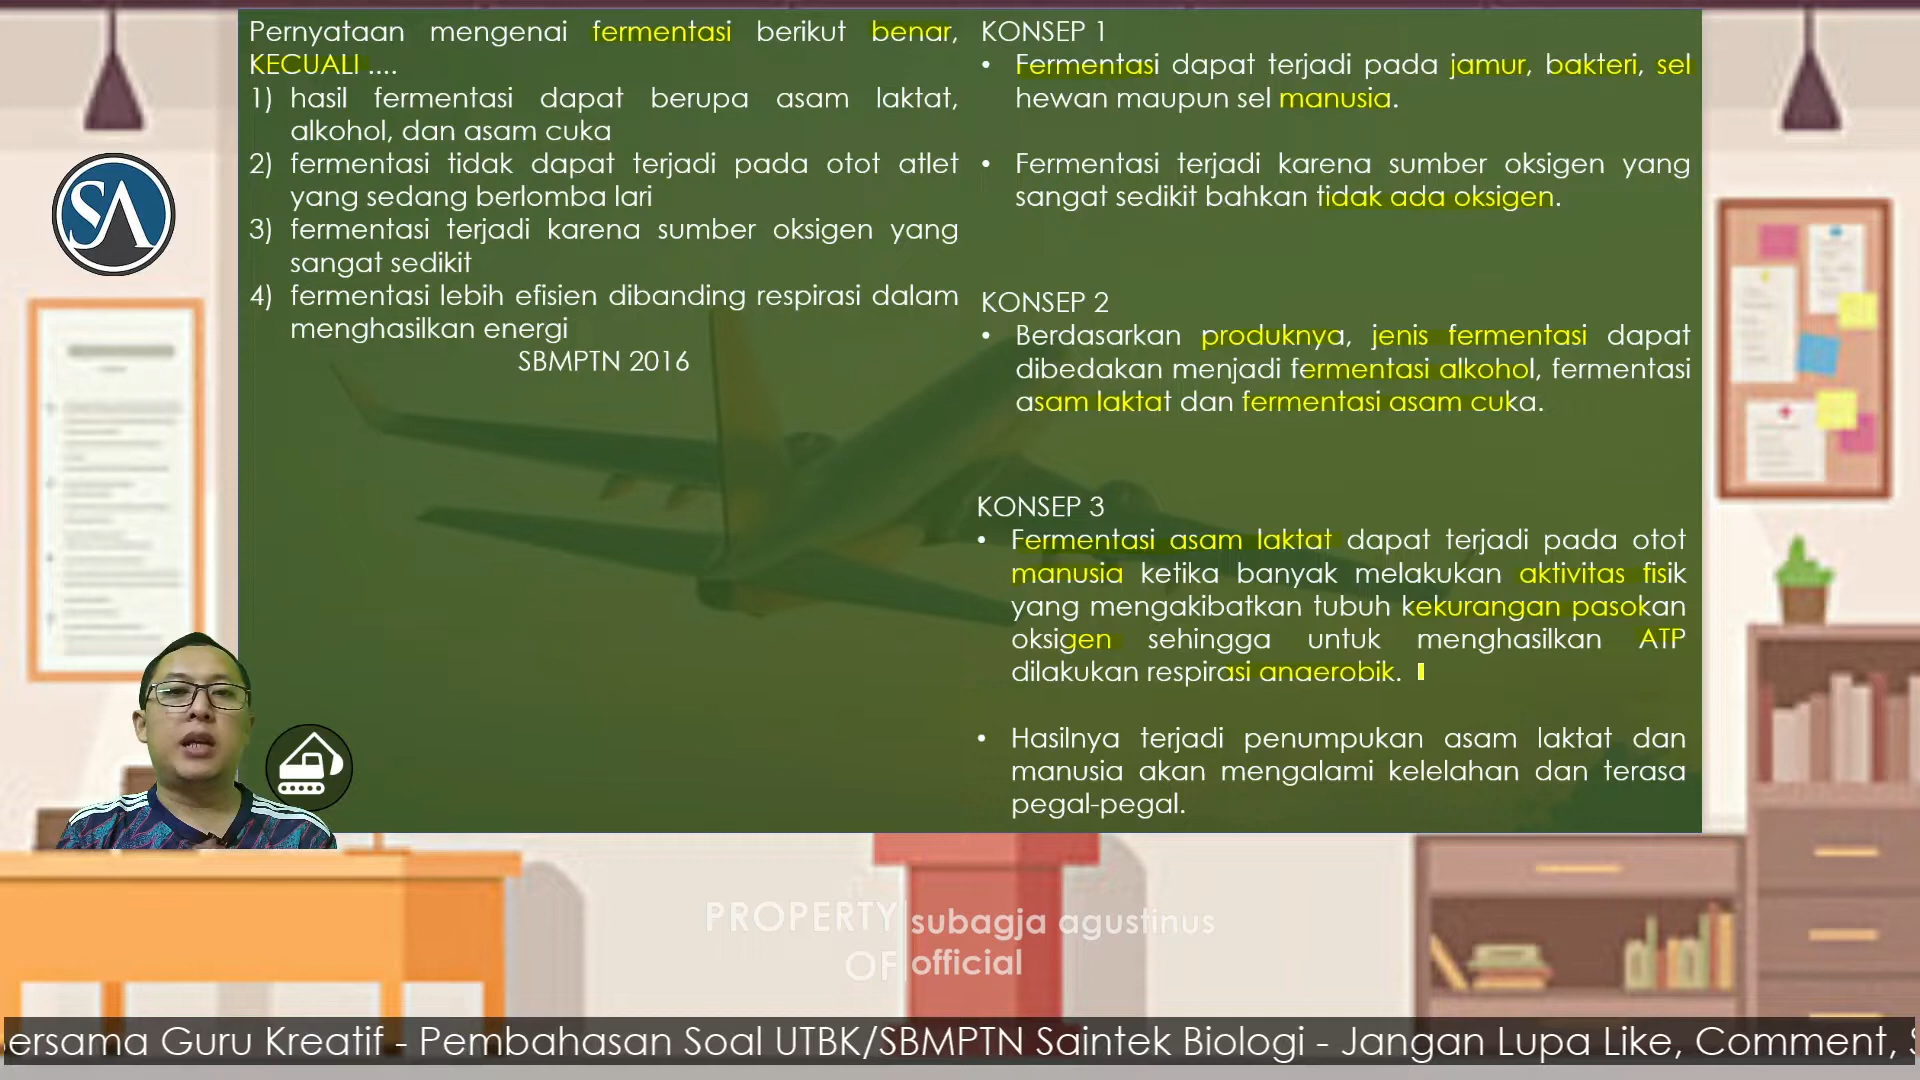 Pernyataan mengenai fermentasi berikut benar,
KECUALI ....
1) hasil fermentasi dapat berupa asam laktat,
alkohol, dan asam cuka
2) fermentasi tidak dapat terjadi pada otot atlet
yang sedang berlomba lari
3) fermentasi terjadi karena sumber oksigen yang
sangat sedikit
4) fermentasi lebih efisien dibanding respirasi dalam
menghasilkan energi
SBMPTN 2016
KONSEP 1
• Fermentasi dapat terjadi pada jamur, bakteri, sel
hewan maupun sel manusia.
• Fermentasi terjadi karena sumber oksigen yang
sangat sedikit bahkan tidak ada oksigen.
KONSEP 2
• Berdasarkan produknya, jenis fermentasi dapat
dibedakan menjadi fermentasi alkohol, fermentasi
asam laktat dan fermentasi asam cuka.
KONSEP 3
• Fermentasi asam laktat dapat terjadi pada otot
manusia ketika banyak melakukan aktivitas fisik
yang mengakibatkan tubuh kekurangan pasokan
oksigen sehingga untuk menghasilkan ATP
dilakukan respirasi anaerobik.
• Hasilnya terjadi penumpukan asam laktat dan
manusia akan mengalami kelelahan dan terasa
pegal-pegal.
SA
PROPERTY OF
subagja agustinus
official
ersama Guru Kreatif - Pembahasan Soal UTBK/SBMPTN Saintek Biologi - Jangan Lupa Like, Comment, S